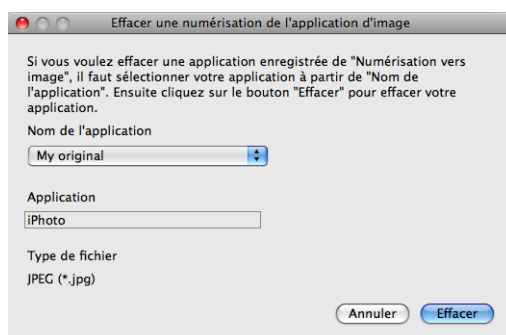 Effacer une numérisation de l'application d'image
Si vous voulez effacer une application enregistrée de "Numérisation vers
image", il faut sélectionner votre application à partir de "Nom de
l'application". Ensuite cliquez sur le bouton "Effacer" pour effacer votre
application.
Nom de l'application
My original
Application
iPhoto
Type de fichier
JPEG (*.jpg)
Annuler Effacer